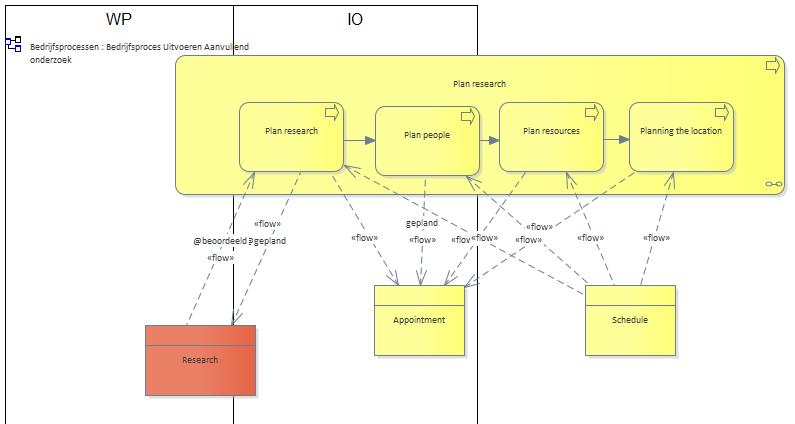 WP
IO
Bedrijfsprocessen : Bedrijfsproces Uitvoeren Aanvullend
onderzoek
Plan research
Plan research
Plan people
Plan resources
Planning the location
«flow»
gepland
«flow»
@beoordeeld
gepland
«flow»
«flow»
«flow»
«flow»
«flow»
«flow»
«flow»
«flow»
Appointment
Schedule
Research